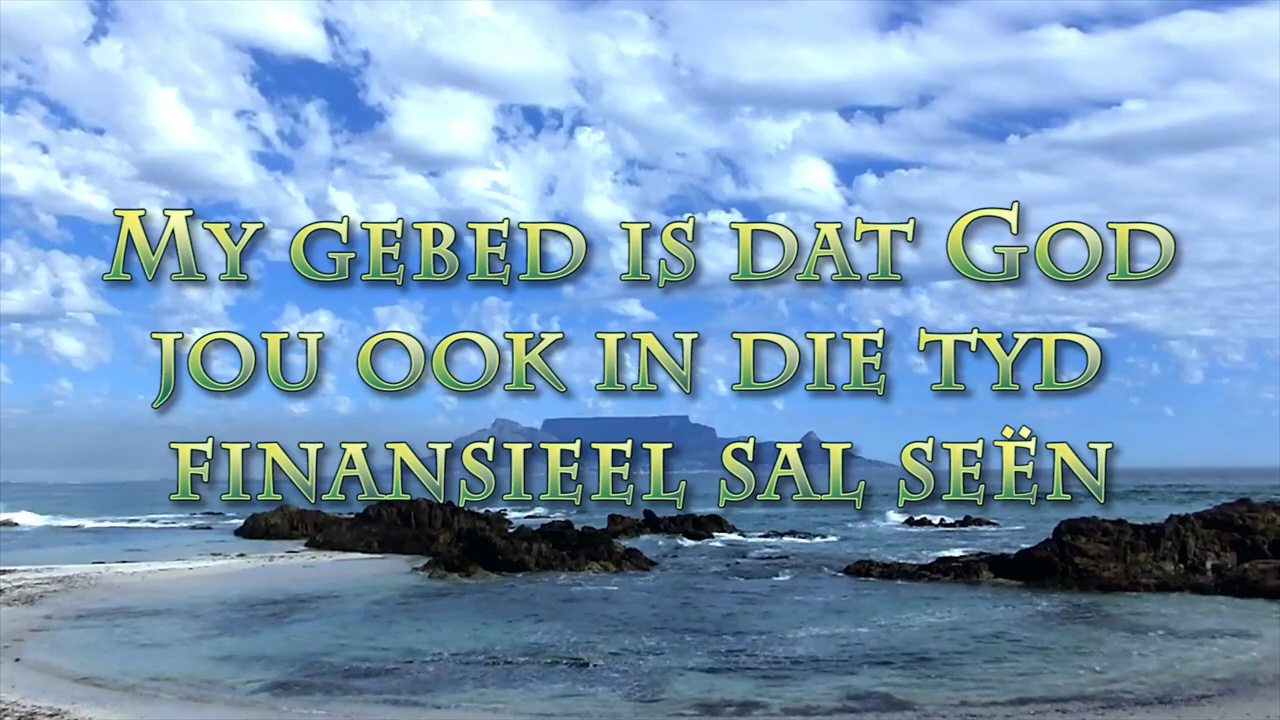 My gebed is dat God
jou ook in die tyd
finansieel sal seën